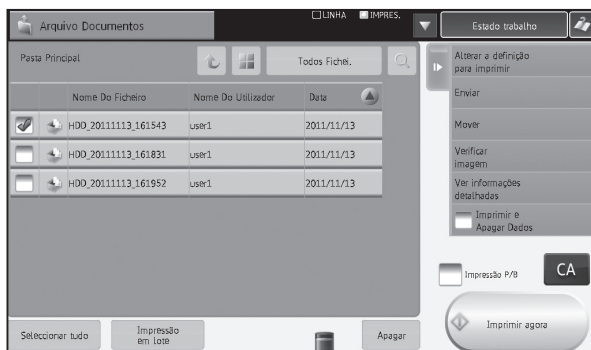 Arquivo Documentos
LINHA
IMPRES.
Estado trabalho
Pasta Principal
Todos Fichei.
Alterar a definição
para imprimir
Enviar
Mover
Verificar
imagem
Ver informações
detalhadas
Imprimir e
Apagar Dados
Nome Do Ficheiro
Nome Do Utilizador
Data
HDD_20111113_161543 user1 2011/11/13
HDD_20111113_161831 user1 2011/11/13
HDD_20111113_161952 user1 2011/11/13
Impressão P/B
CA
Imprimir agora
Seleccionar tudo
Impressão
em lote
Apagar